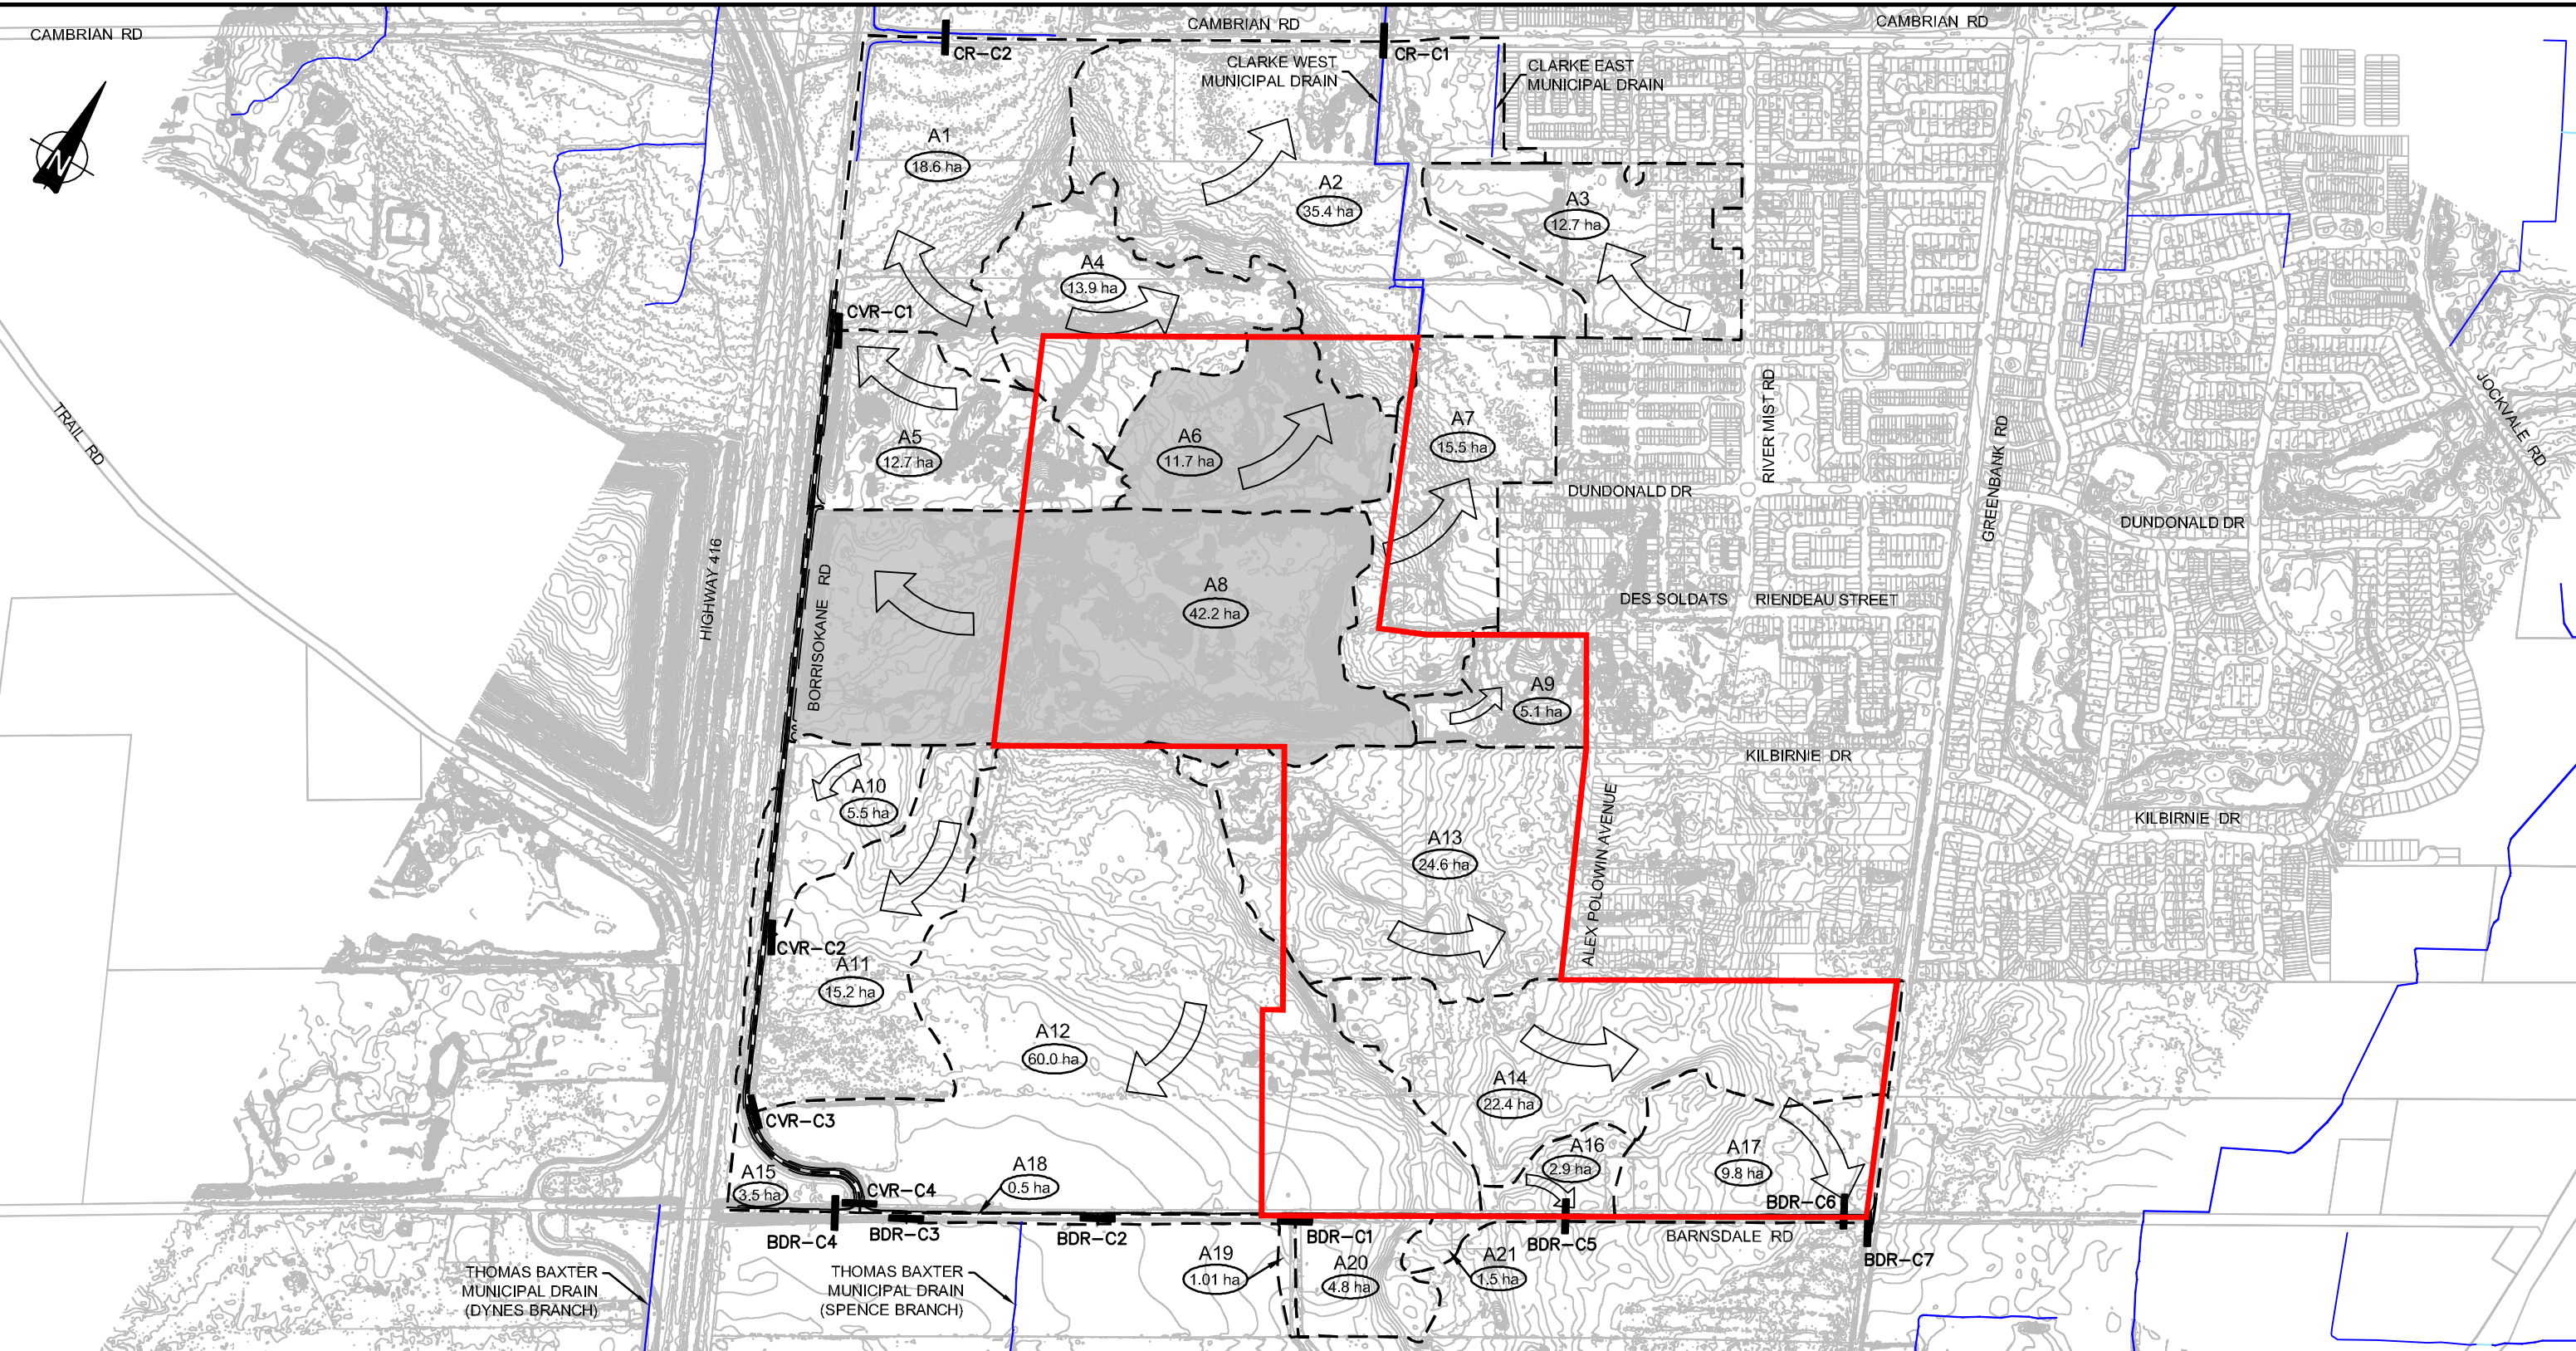 CAMBRIAN RD
CAMBRIAN RD
CAMBRIAN RD
CR-C2
CR-C1
CLARKE WEST
MUNICIPAL DRAIN
CLARKE EAST
MUNICIPAL DRAIN
N
A1
18.6 ha
A2
35.4 ha
A3
12.7 ha
A4
13.9 ha
CVR-C1
A5
12.7 ha
A6
11.7 ha
A7
15.5 ha
RIVER MIST RD
GREENBANK RD
JOCKVALE RD
TRAIL RD
DUNDONALD DR
DUNDONALD DR
HIGHWAY 416
BORRISOKANE RD
A8
42.2 ha
DES SOLDATS RIENDEAU STREET
A9
5.1 ha
KILBIRNIE DR
KILBIRNIE DR
A10
5.5 ha
ALEX POLOWIN AVENUE
A13
24.6 ha
CVR-C2
A11
15.2 ha
A12
60.0 ha
A14
22.4 ha
CVR-C3
A15
3.5 ha
A16
2.9 ha
A17
9.8 ha
A18
0.5 ha
CVR-C4
BDR-C6
BDR-C4
BDR-C3
BDR-C2
BDR-C1
BDR-C5
BARNSDALE RD
BDR-C7
A19
1.01 ha
A20
4.8 ha
A21
1.5 ha
THOMAS BAXTER
MUNICIPAL DRAIN
(DYNES BRANCH)
THOMAS BAXTER
MUNICIPAL DRAIN
(SPENCE BRANCH)